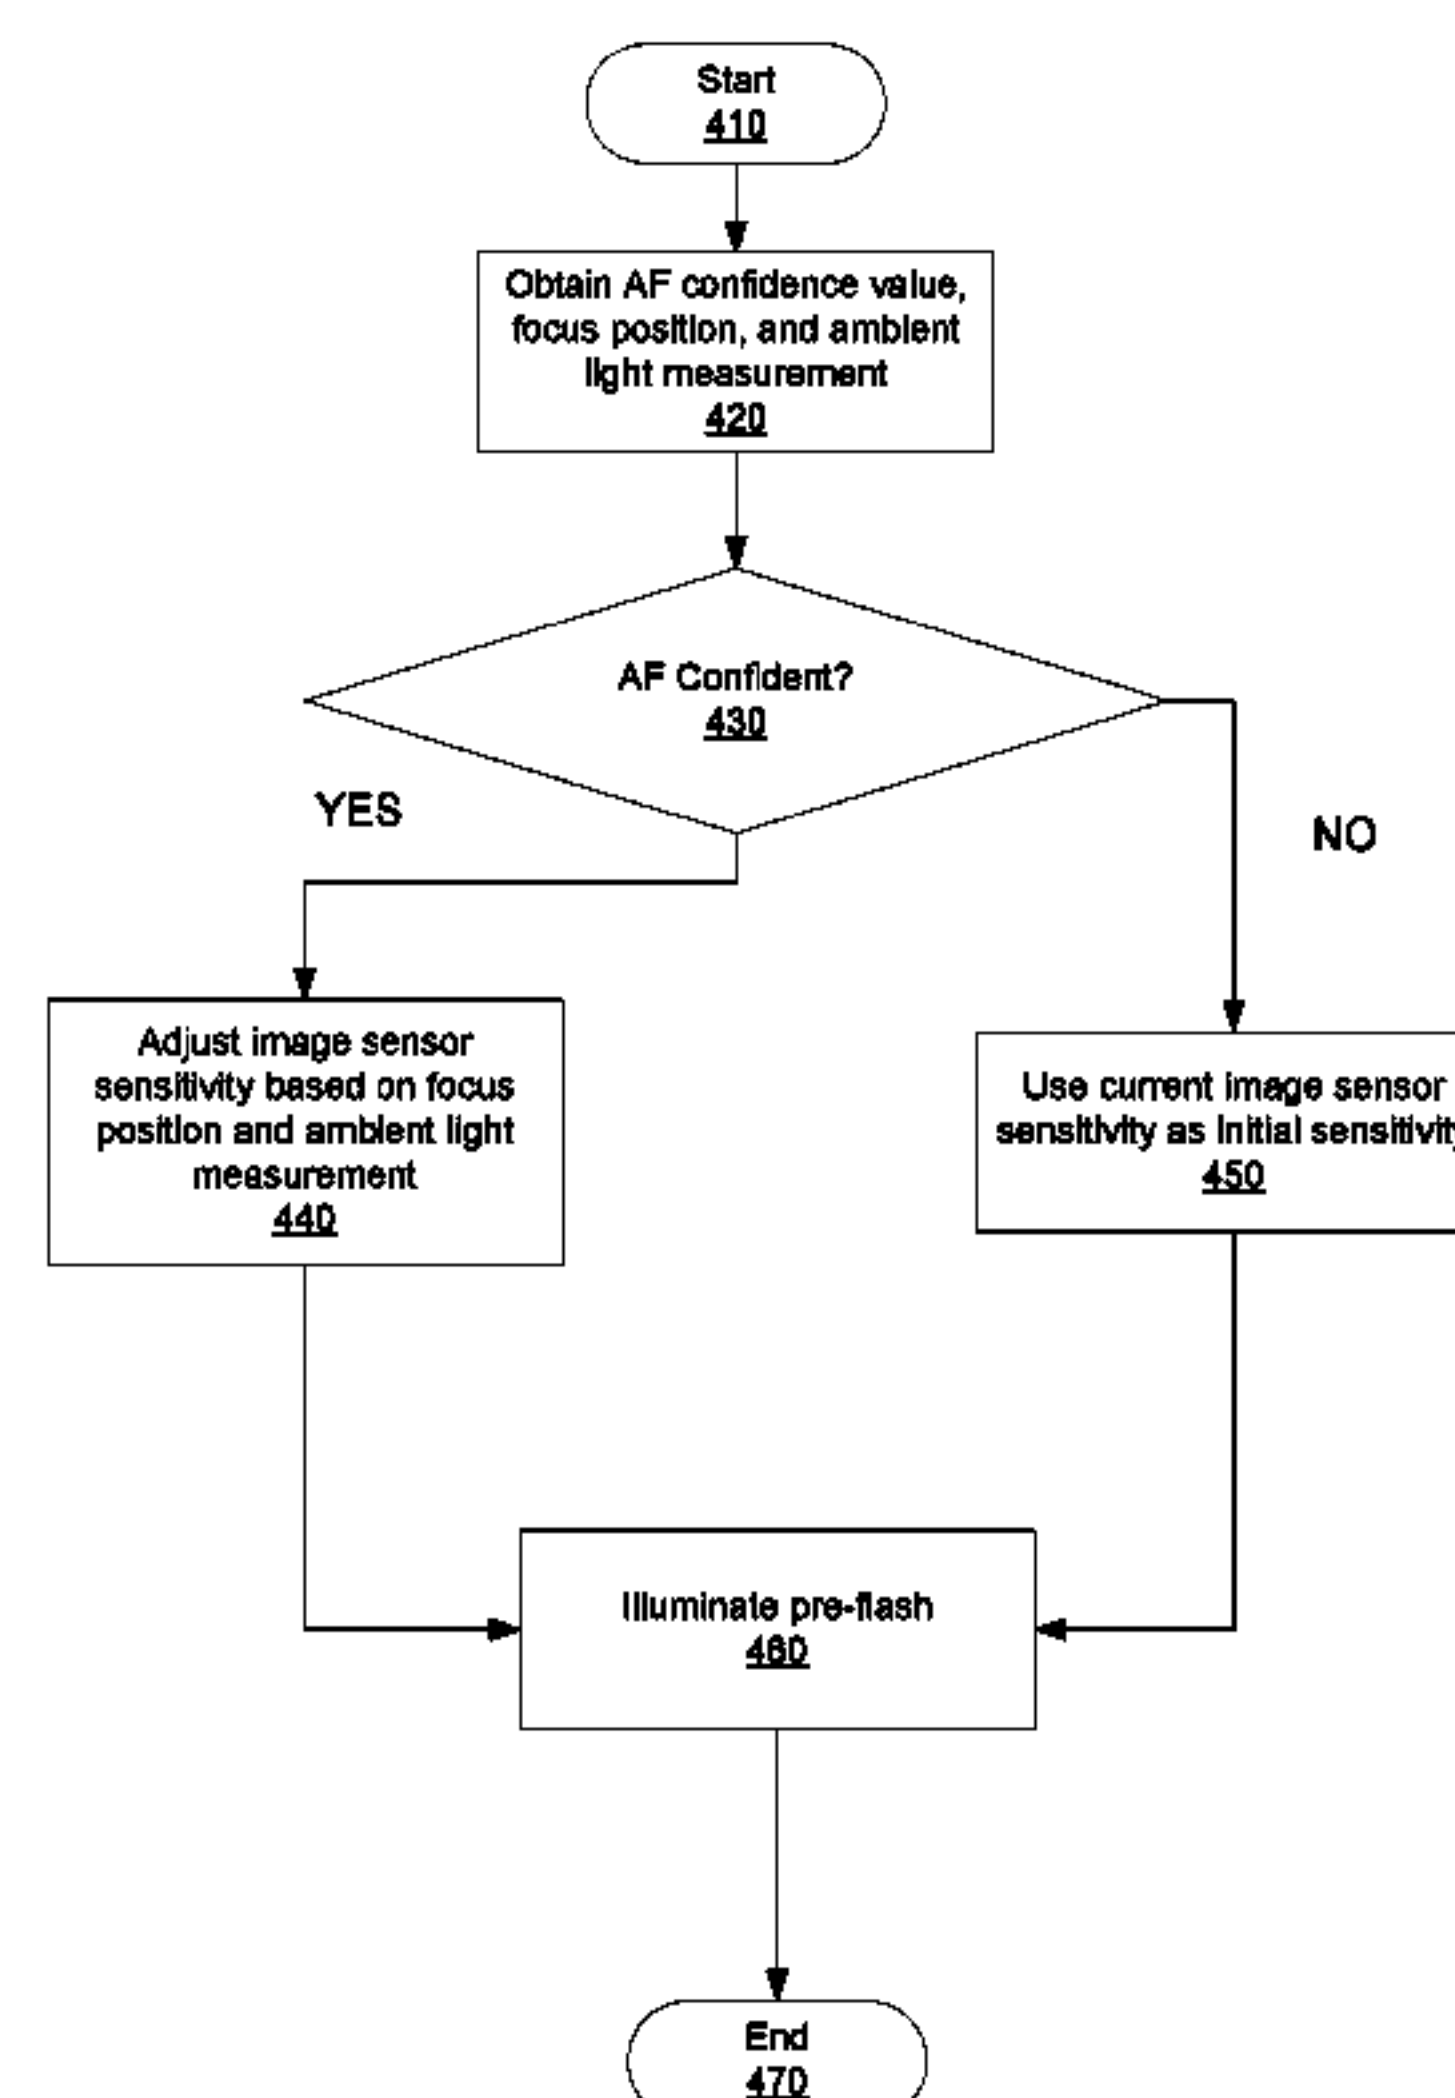 Start
410
Obtain AF confidence value,
focus position, and ambient
light measurement
420
AF Confident?
430
YES
NO
Adjust image sensor
sensitivity based on focus
position and ambient light
measurement
440
Use current image sensor
sensitivity as initial sensitivity
450
Illuminate pre-flash
460
End
470